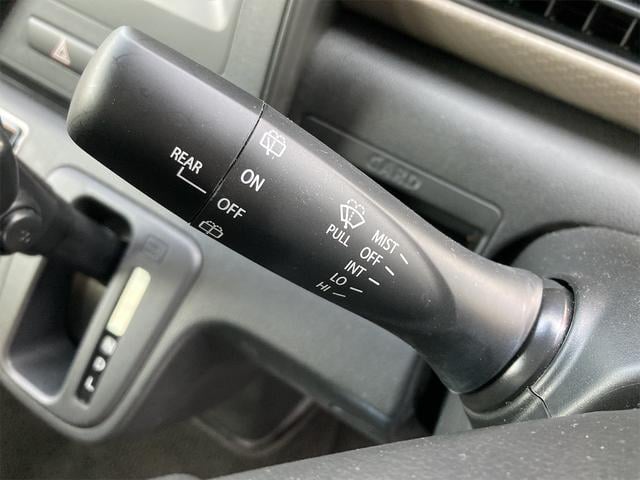 REAR
ON
OFF
PULL
MIST
OFF
INT
LO
HI
CARD
D
L